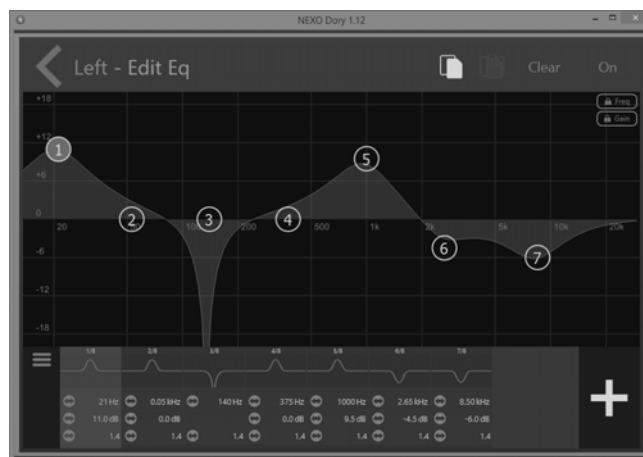 NEXO Dory 1.12
Left - Edit Eq
Clear
On
+18
Freq
Gain
+12
1
5
+6
0
2
3
4
20
100
200
500
1k
2k
5k
10k
20k
-6
6
7
-12
-18
1/8 2/8 3/8 4/8 5/8 6/8 7/8
21 Hz 0.05 kHz 140 Hz 375 Hz 1000 Hz 2.65 kHz 8.50 kHz
11.0 dB 0.0 dB 0.0 dB 9.5 dB -4.5 dB -6.0 dB
1.4 1.4 1.4 1.4 1.4 1.4 1.4